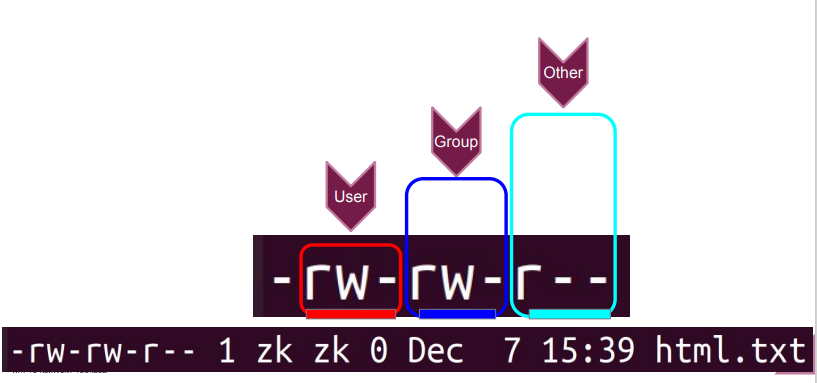 Other
Group
User
-rw-rw-r--
-rw-rw-r-- 1 zk zk 0 Dec  7 15:39 html.txt